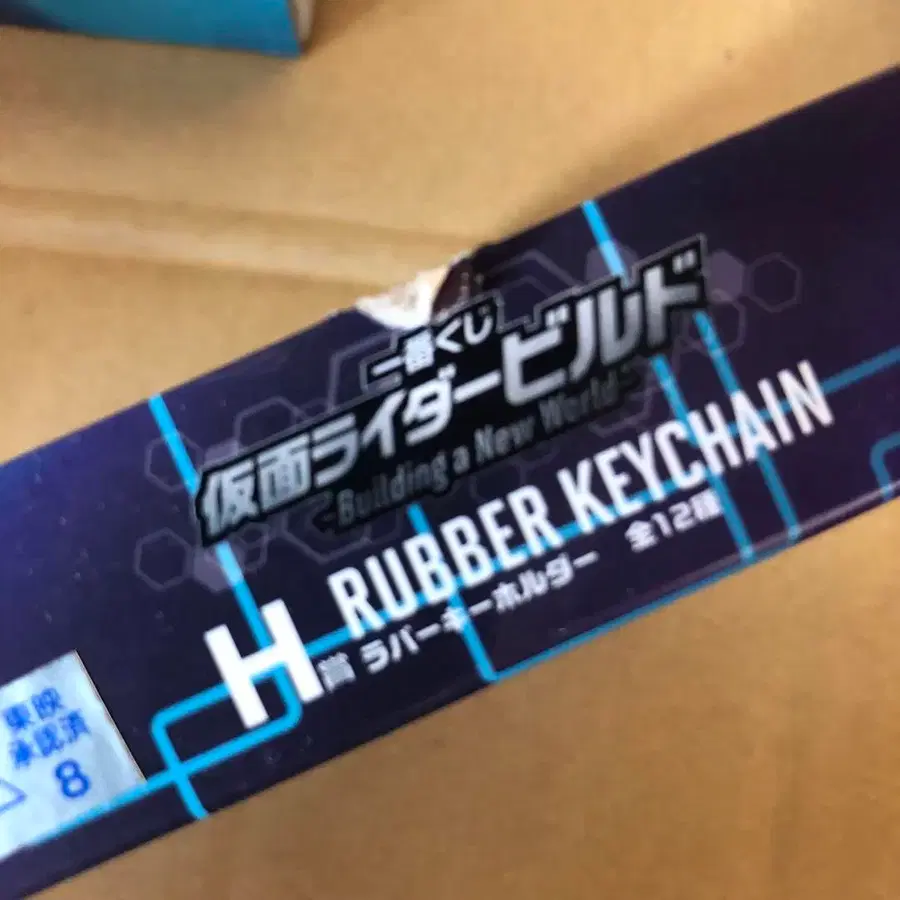 一番くじ
仮面ライダービルド
-Building a New World-
RUBBER KEYCHAIN
H賞 ラバーキーホルダー 全12種
東映
承認済
8